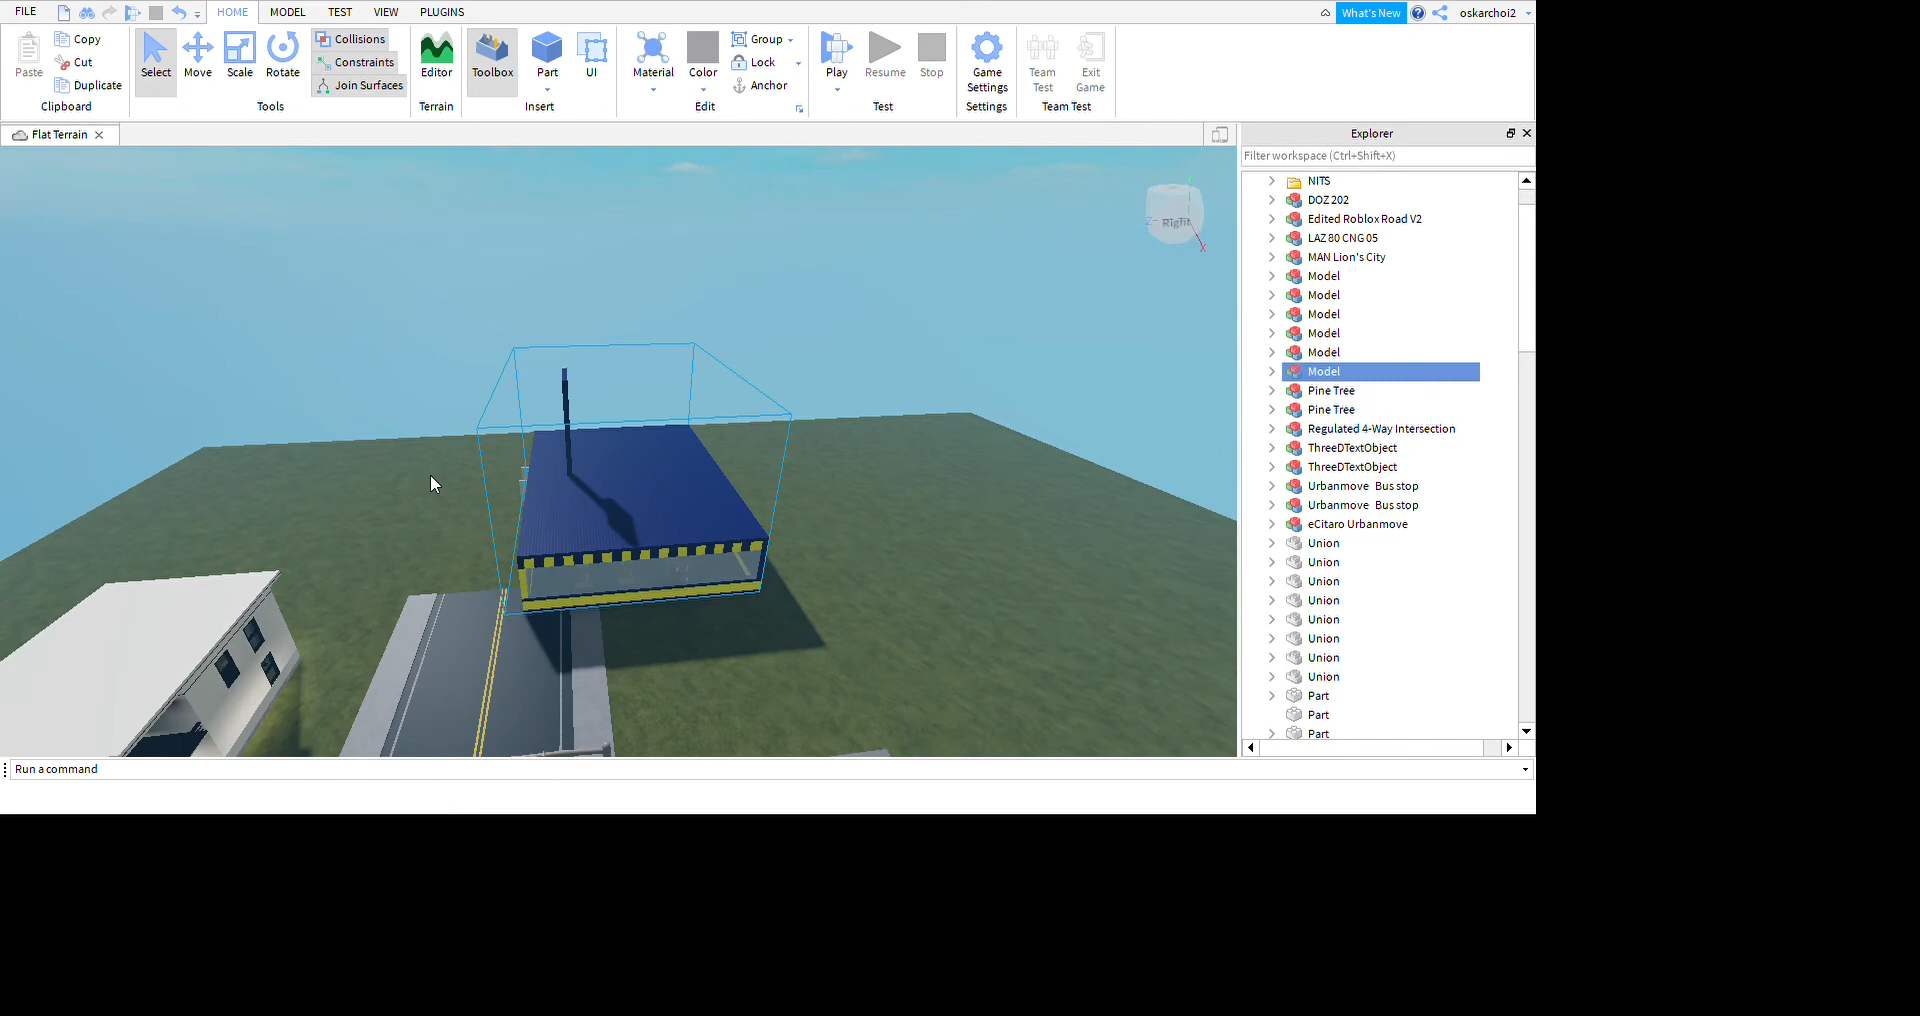 FILE HOME MODEL TEST VIEW PLUGINS What's New oskarchoi2
Paste Copy Cut Duplicate
Clipboard
Select Move Scale Rotate Collisions Constraints Join Surfaces
Tools
Editor
Terrain
Toolbox Part UI
Insert
Material Color Group Lock Anchor
Edit
Play Resume Stop
Test
Game Settings
Settings
Team Test Exit Game
Team Test
Flat Terrain
Explorer
Filter workspace (Ctrl+Shift+X)
NITS
DOZ 202
Edited Roblox Road V2
LAZ 80 CNG 05
MAN Lion's City
Model
Model
Model
Model
Model
Model
Pine Tree
Pine Tree
Regulated 4-Way Intersection
ThreeDTextObject
ThreeDTextObject
Urbanmove Bus stop
Urbanmove Bus stop
eCitaro Urbanmove
Union
Union
Union
Union
Union
Union
Union
Union
Part
Part
Part
Z- Right
X
Run a command